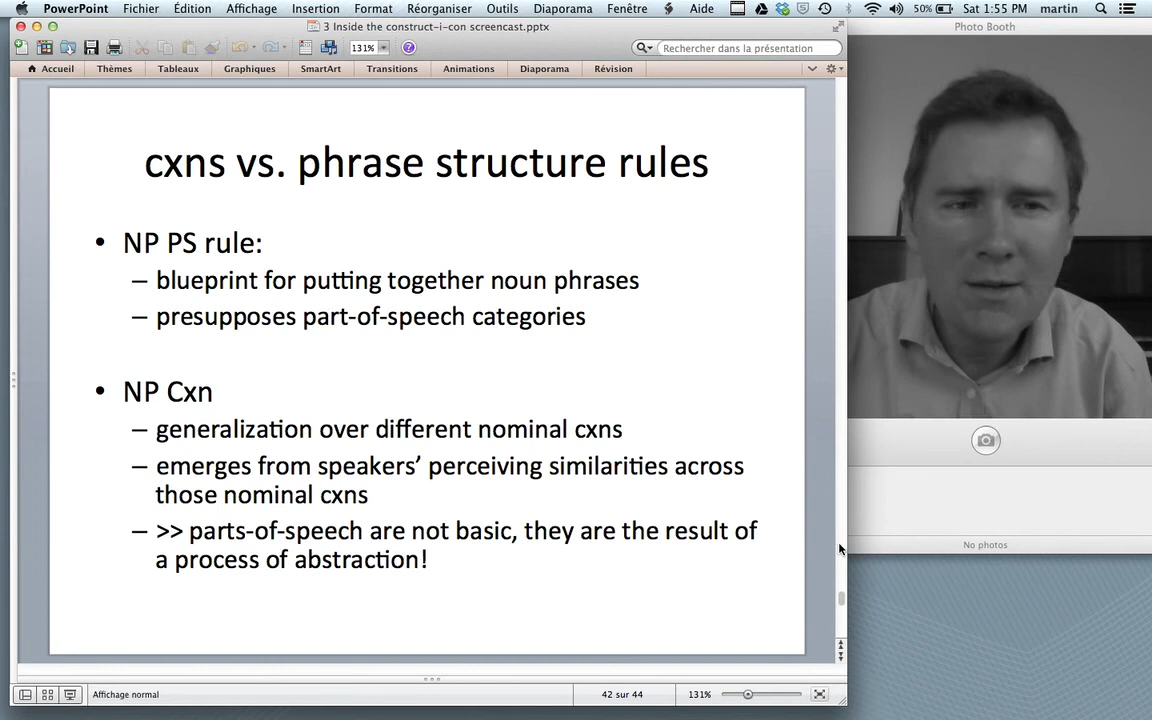 PowerPoint Fichier Édition Affichage Insertion Format Réorganiser Outils Diaporama Fenêtre Aide 50% Sat 1:55 PM martin
3 Inside the construct-i-con screencast.pptx
Photo Booth
131%
Rechercher dans la présentation
Accueil Thèmes Tableaux Graphiques SmartArt Transitions Animations Diaporama Révision
cxns vs. phrase structure rules
• NP PS rule:
– blueprint for putting together noun phrases
– presupposes part-of-speech categories
• NP Cxn
– generalization over different nominal cxns
– emerges from speakers’ perceiving similarities across
those nominal cxns
– >> parts-of-speech are not basic, they are the result of
a process of abstraction!
No photos
Affichage normal 42 sur 44 131%